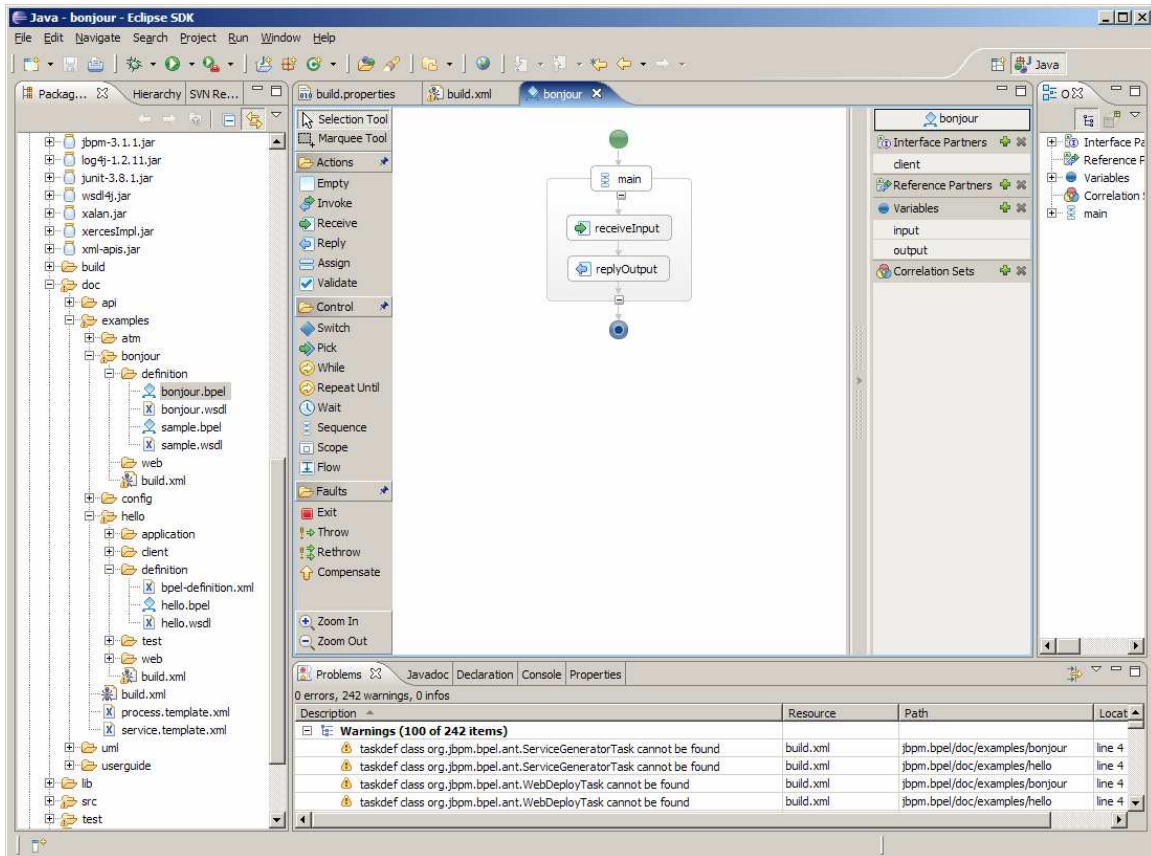 Java - bonjour - Eclipse SDK
File Edit Navigate Search Project Run Window Help
Java
Packag... Hierarchy SVN Re...
jbpm-3.1.1.jar
log4j-1.2.11.jar
junit-3.8.1.jar
wsdl4j.jar
xalan.jar
xercesImpl.jar
xml-apis.jar
build
doc
api
examples
atm
bonjour
definition
bonjour.bpel
bonjour.wsdl
sample.bpel
sample.wsdl
web
build.xml
config
hello
application
client
definition
bpel-definition.xml
hello.bpel
hello.wsdl
test
web
build.xml
build.xml
process.template.xml
service.template.xml
uml
userguide
lib
src
test
build.properties build.xml bonjour
Selection Tool
Marquee Tool
Actions
Empty
Invoke
Receive
Reply
Assign
Validate
Control
Switch
Pick
While
Repeat Until
Wait
Sequence
Scope
Flow
Faults
Exit
Throw
Rethrow
Compensate
Zoom In
Zoom Out
main
receiveInput
replyOutput
bonjour
Interface Partners
client
Reference Partners
Variables
input
output
Correlation Sets
O
Interface Pa
Reference P
Variables
Correlation S
main
Problems Javadoc Declaration Console Properties
0 errors, 242 warnings, 0 infos
Description Resource Path Locat
Warnings (100 of 242 items)
taskdef class org.jbpm.bpel.ant.ServiceGeneratorTask cannot be found build.xml jbpm.bpel/doc/examples/bonjour line 4
taskdef class org.jbpm.bpel.ant.ServiceGeneratorTask cannot be found build.xml jbpm.bpel/doc/examples/hello line 4
taskdef class org.jbpm.bpel.ant.WebDeployTask cannot be found build.xml jbpm.bpel/doc/examples/bonjour line 4
taskdef class org.jbpm.bpel.ant.WebDeployTask cannot be found build.xml jbpm.bpel/doc/examples/hello line 4